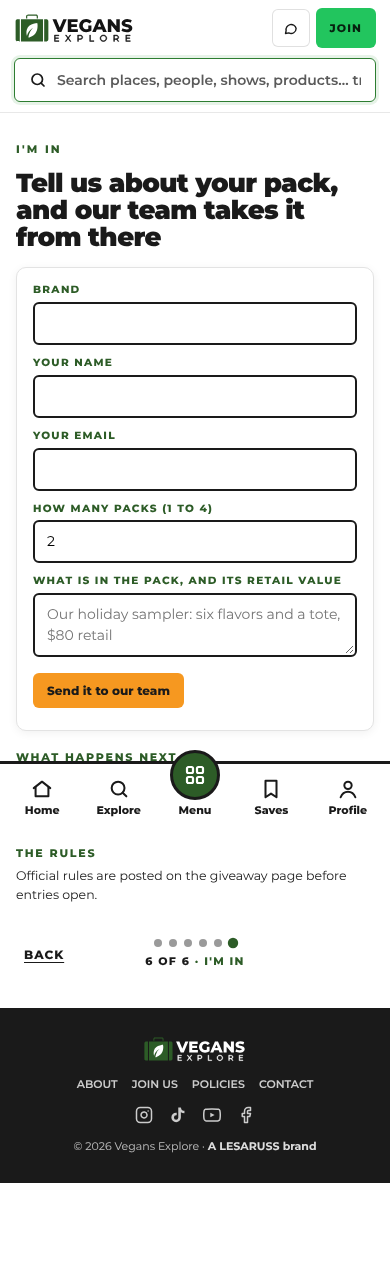 VEGANS
EXPLORE
JOIN
Search places, people, shows, products... tr
I'M IN
Tell us about your pack,
and our team takes it
from there
BRAND
YOUR NAME
YOUR EMAIL
HOW MANY PACKS (1 TO 4)
2
WHAT IS IN THE PACK, AND ITS RETAIL VALUE
Our holiday sampler: six flavors and a tote,
$80 retail
Send it to our team
WHAT HAPPENS NEXT
Home
Explore
Menu
Saves
Profile
THE RULES
Official rules are posted on the giveaway page before
entries open.
BACK
6 OF 6 · I'M IN
VEGANS
EXPLORE
ABOUT JOIN US POLICIES CONTACT
© 2026 Vegans Explore · A LESARUSS brand